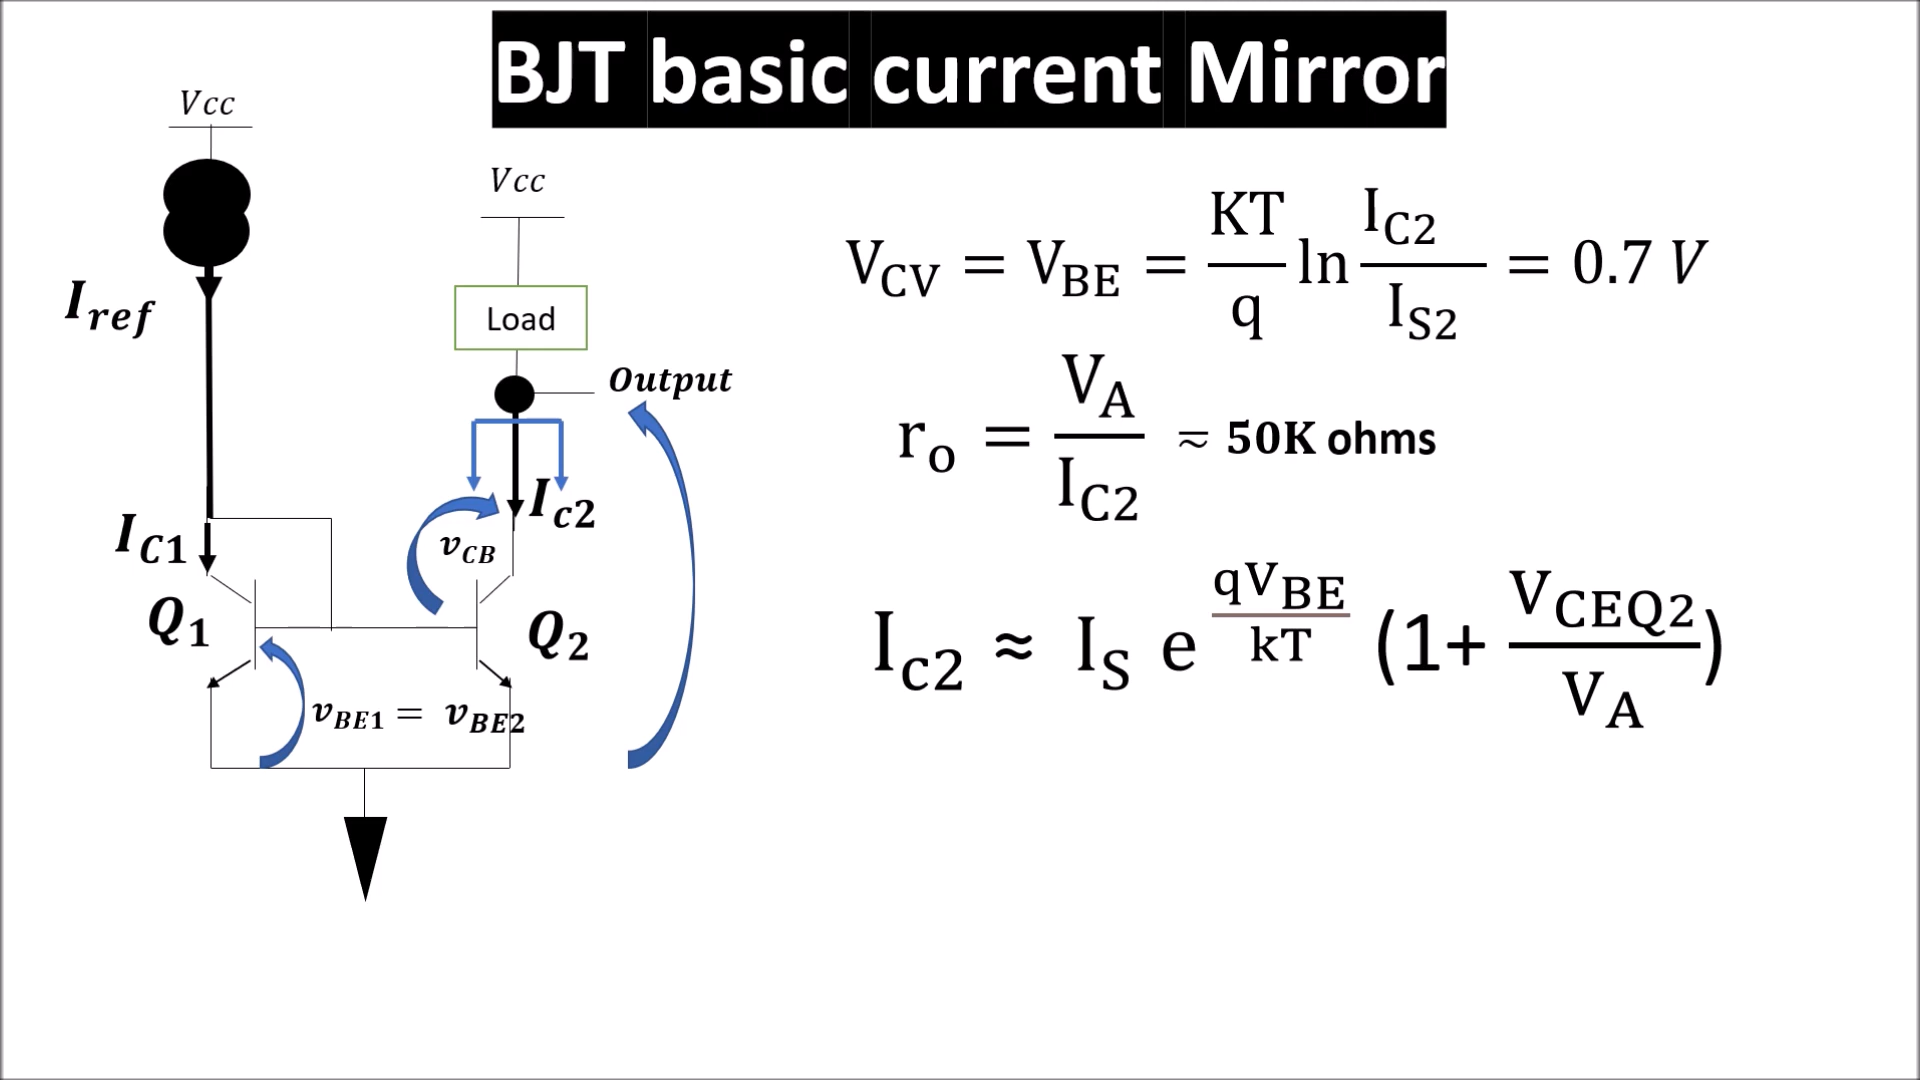 BJT basic current Mirror
Vcc
Vcc
I_ref
Load
Output
I_c2
I_C1
v_CB
Q_1
Q_2
v_BE1 = v_BE2
V_CV = V_BE = KT/q ln I_C2/I_S2 = 0.7 V
r_o = V_A/I_C2 ≈ 50K ohms
I_c2 ≈ I_S e^(qV_BE/kT) (1+ V_CEQ2/V_A)